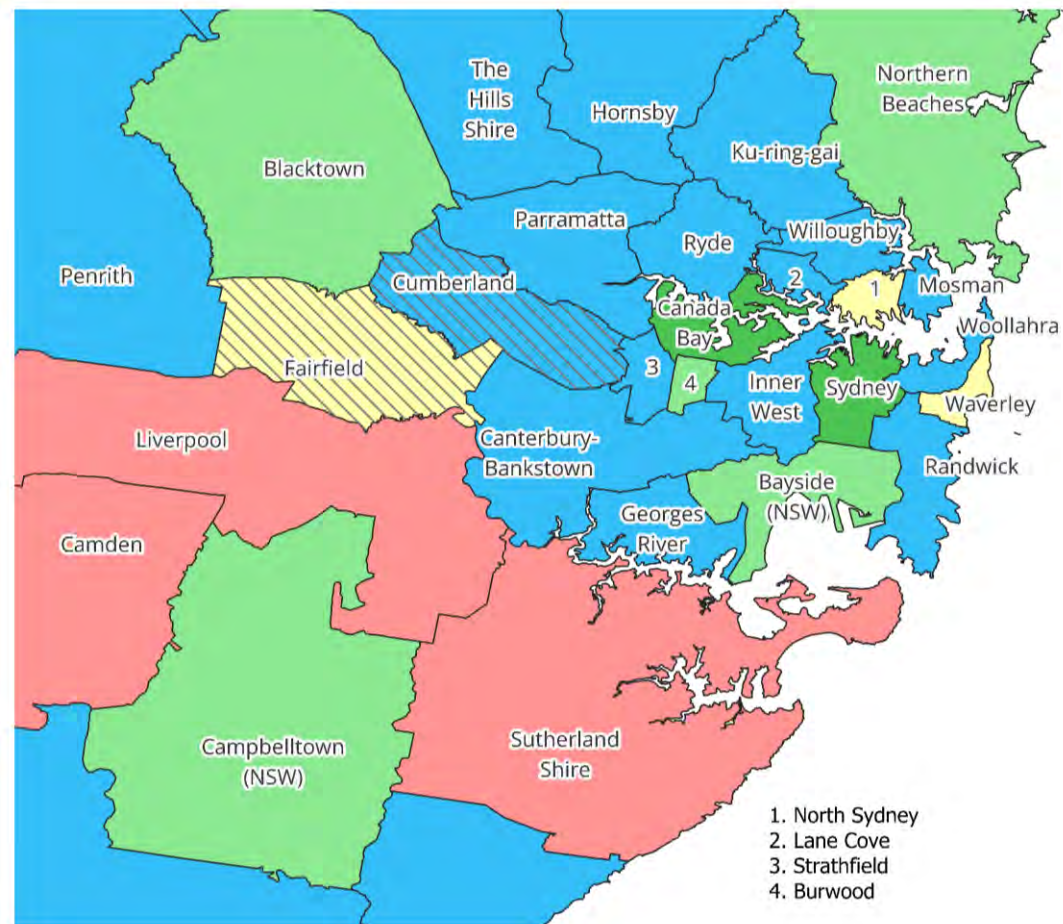 The
Hills
Shire
Hornsby
Northern
Beaches
Ku-ring-gai
Blacktown
Parramatta
Ryde
Willoughby
Penrith
Cumberland
2
1
Mosman
Canada
Bay
Woollahra
Fairfield
3
4
Inner
West
Sydney
Waverley
Liverpool
Canterbury-
Bankstown
Randwick
Bayside
(NSW)
Georges
River
Camden
Campbelltown
(NSW)
Sutherland
Shire
1. North Sydney
2. Lane Cove
3. Strathfield
4. Burwood